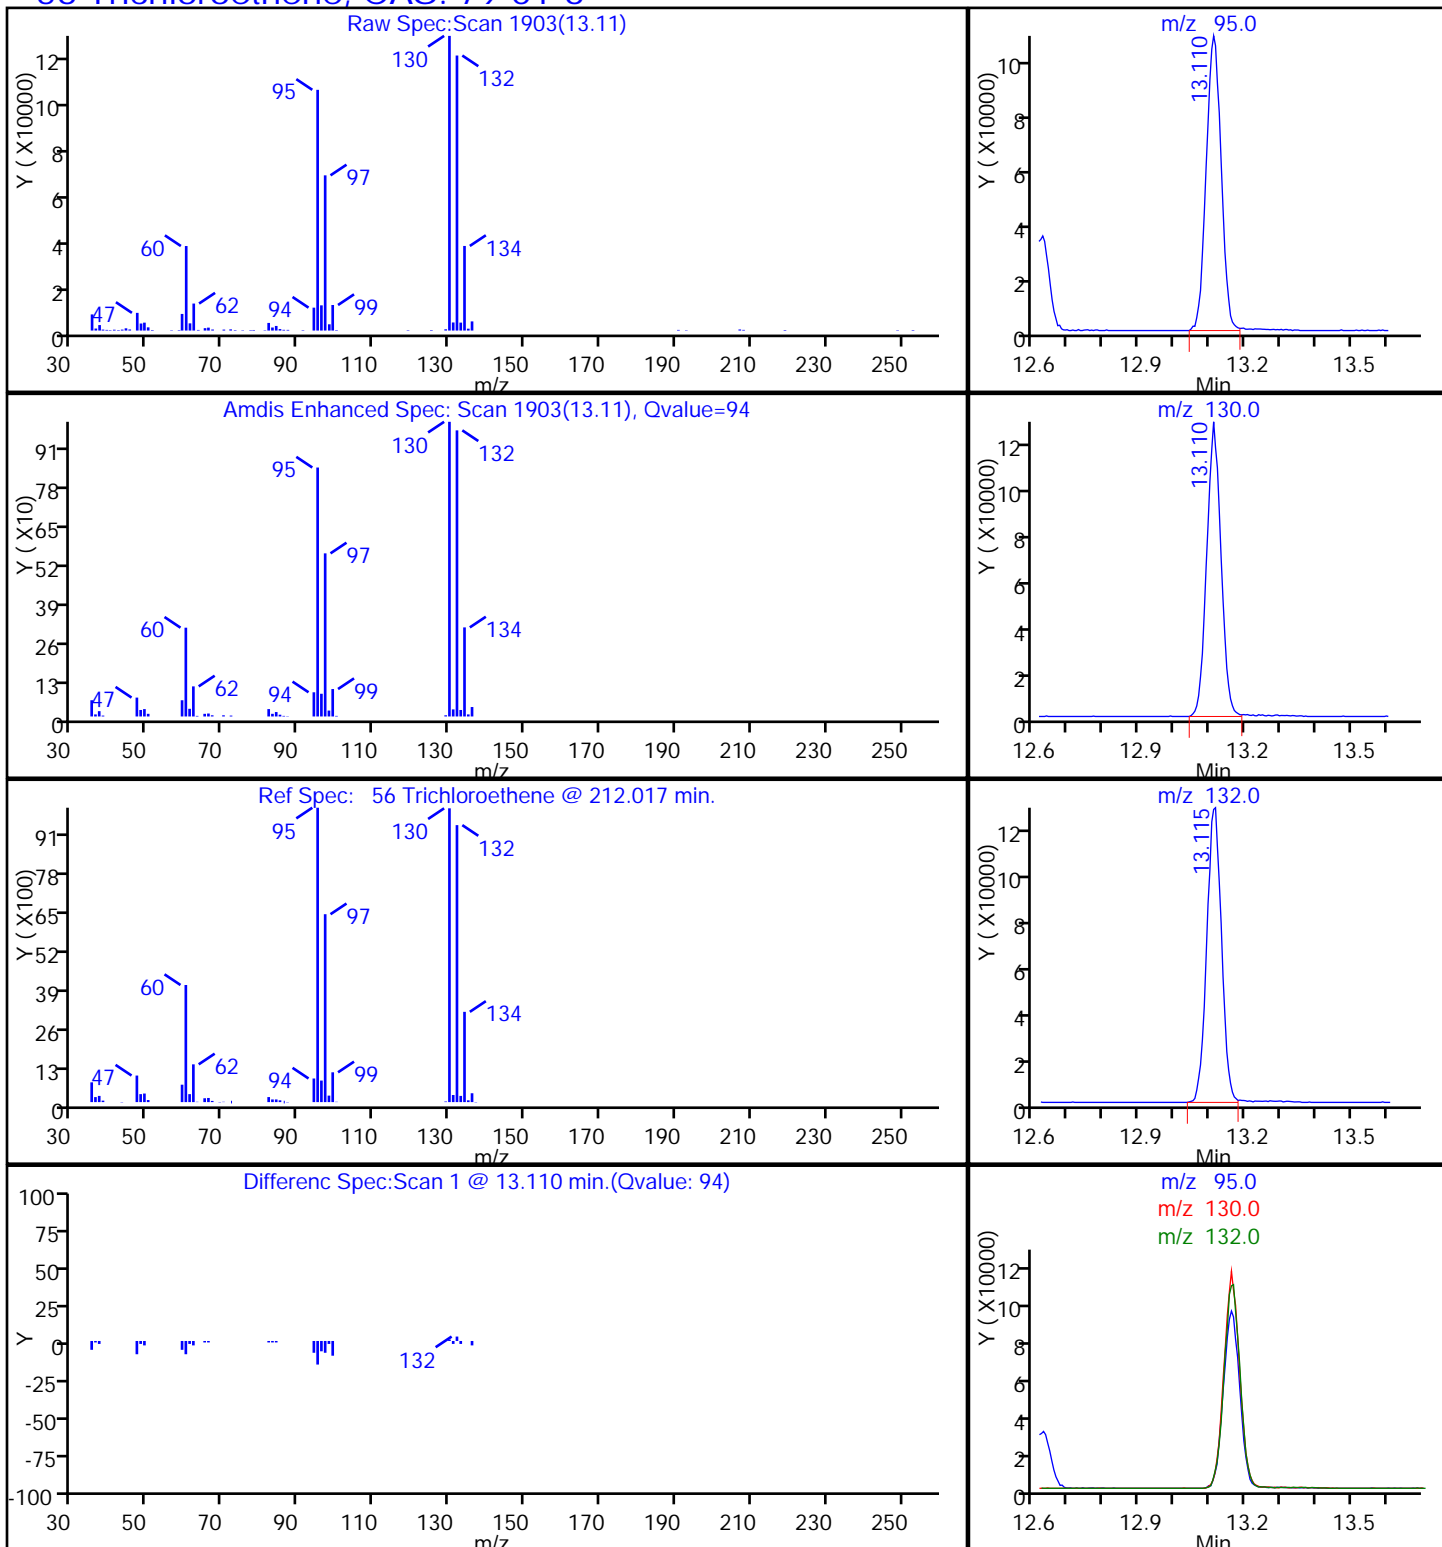 Raw Spec:Scan 1903(13.11)
Y ( X10000)
12
10
8
6
4
2
0
130
132
95
97
60
134
47
62
94
99
30 50 70 90 110 130 150 170 190 210 230 250
m/z
m/z 95.0
Y ( X10000)
10
8
6
4
2
0
13.110
12.6 12.9 13.2 13.5
Min
Amdis Enhanced Spec: Scan 1903(13.11), Qvalue=94
Y ( X10)
91
78
65
52
39
26
13
0
130
132
95
97
60
134
47
62
94
99
30 50 70 90 110 130 150 170 190 210 230 250
m/z
m/z 130.0
Y ( X10000)
12
10
8
6
4
2
0
13.110
12.6 12.9 13.2 13.5
Min
Ref Spec: 56 Trichloroethene @ 212.017 min.
Y ( X100)
91
78
65
52
39
26
13
0
95
130
132
97
60
134
47
62
94
99
30 50 70 90 110 130 150 170 190 210 230 250
m/z
m/z 132.0
Y ( X10000)
12
10
8
6
4
2
0
13.115
12.6 12.9 13.2 13.5
Min
Differenc Spec:Scan 1 @ 13.110 min.(Qvalue: 94)
Y
100
75
50
25
0
-25
-50
-75
-100
132
30 50 70 90 110 130 150 170 190 210 230 250
m/z
m/z 95.0
m/z 130.0
m/z 132.0
Y ( X10000)
12
10
8
6
4
2
0
12.6 12.9 13.2 13.5
Min